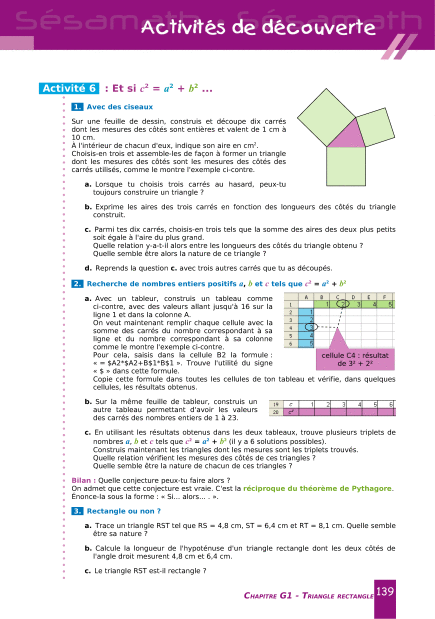 Sésamath - Sésamath
Activités de découverte
Activité 6 : Et si c² = a² + b² ...
1. Avec des ciseaux
Sur une feuille de dessin, construis et découpe dix carrés
dont les mesures des côtés sont entières et valent de 1 cm à
10 cm.
À l'intérieur de chacun d'eux, indique son aire en cm².
Choisis-en trois et assemble-les de façon à former un triangle
dont les mesures des côtés sont les mesures des côtés des
carrés utilisés, comme le montre l'exemple ci-contre.
a. Lorsque tu choisis trois carrés au hasard, peux-tu
toujours construire un triangle ?
b. Exprime les aires des trois carrés en fonction des longueurs des côtés du triangle
construit.
c. Parmi tes dix carrés, choisis-en trois tels que la somme des aires des deux plus petits
soit égale à l'aire du plus grand.
Quelle relation y-a-t-il alors entre les longueurs des côtés du triangle obtenu ?
Quelle semble être alors la nature de ce triangle ?
d. Reprends la question c. avec trois autres carrés que tu as découpés.
2. Recherche de nombres entiers positifs a, b et c tels que c² = a² + b²
a. Avec un tableur, construis un tableau comme
ci-contre, avec des valeurs allant jusqu'à 16 sur la
ligne 1 et dans la colonne A.
On veut maintenant remplir chaque cellule avec la
somme des carrés du nombre correspondant à sa
ligne et du nombre correspondant à sa colonne
comme le montre l'exemple ci-contre.
Pour cela, saisis dans la cellule B2 la formule :
« = $A2*$A2+B$1*B$1 ». Trouve l'utilité du signe
« $ » dans cette formule.
Copie cette formule dans toutes les cellules de ton tableau et vérifie, dans quelques
cellules, les résultats obtenus.
A B C D E F
1 1 2 3 4 5
2 1
3 2
4 3
5 4
6 5
cellule C4 : résultat
de 3² + 2²
b. Sur la même feuille de tableur, construis un
autre tableau permettant d'avoir les valeurs
des carrés des nombres entiers de 1 à 23.
19 c 1 2 3 4 5
20 c²
c. En utilisant les résultats obtenus dans les deux tableaux, trouve plusieurs triplets de
nombres a, b et c tels que c² = a² + b² (il y a 6 solutions possibles).
Construis maintenant les triangles dont les mesures sont les triplets trouvés.
Quelle relation vérifient les mesures des côtés de ces triangles ?
Quelle semble être la nature de chacun de ces triangles ?
Bilan : Quelle conjecture peux-tu faire alors ?
On admet que cette conjecture est vraie. C'est la réciproque du théorème de Pythagore.
Énonce-la sous la forme : « Si... alors... . ».
3. Rectangle ou non ?
a. Trace un triangle RST tel que RS = 4,8 cm, ST = 6,4 cm et RT = 8,1 cm. Quelle semble
être sa nature ?
b. Calcule la longueur de l'hypoténuse d'un triangle rectangle dont les deux côtés de
l'angle droit mesurent 4,8 cm et 6,4 cm.
c. Le triangle RST est-il rectangle ?
CHAPITRE G1 - TRIANGLE RECTANGLE 139